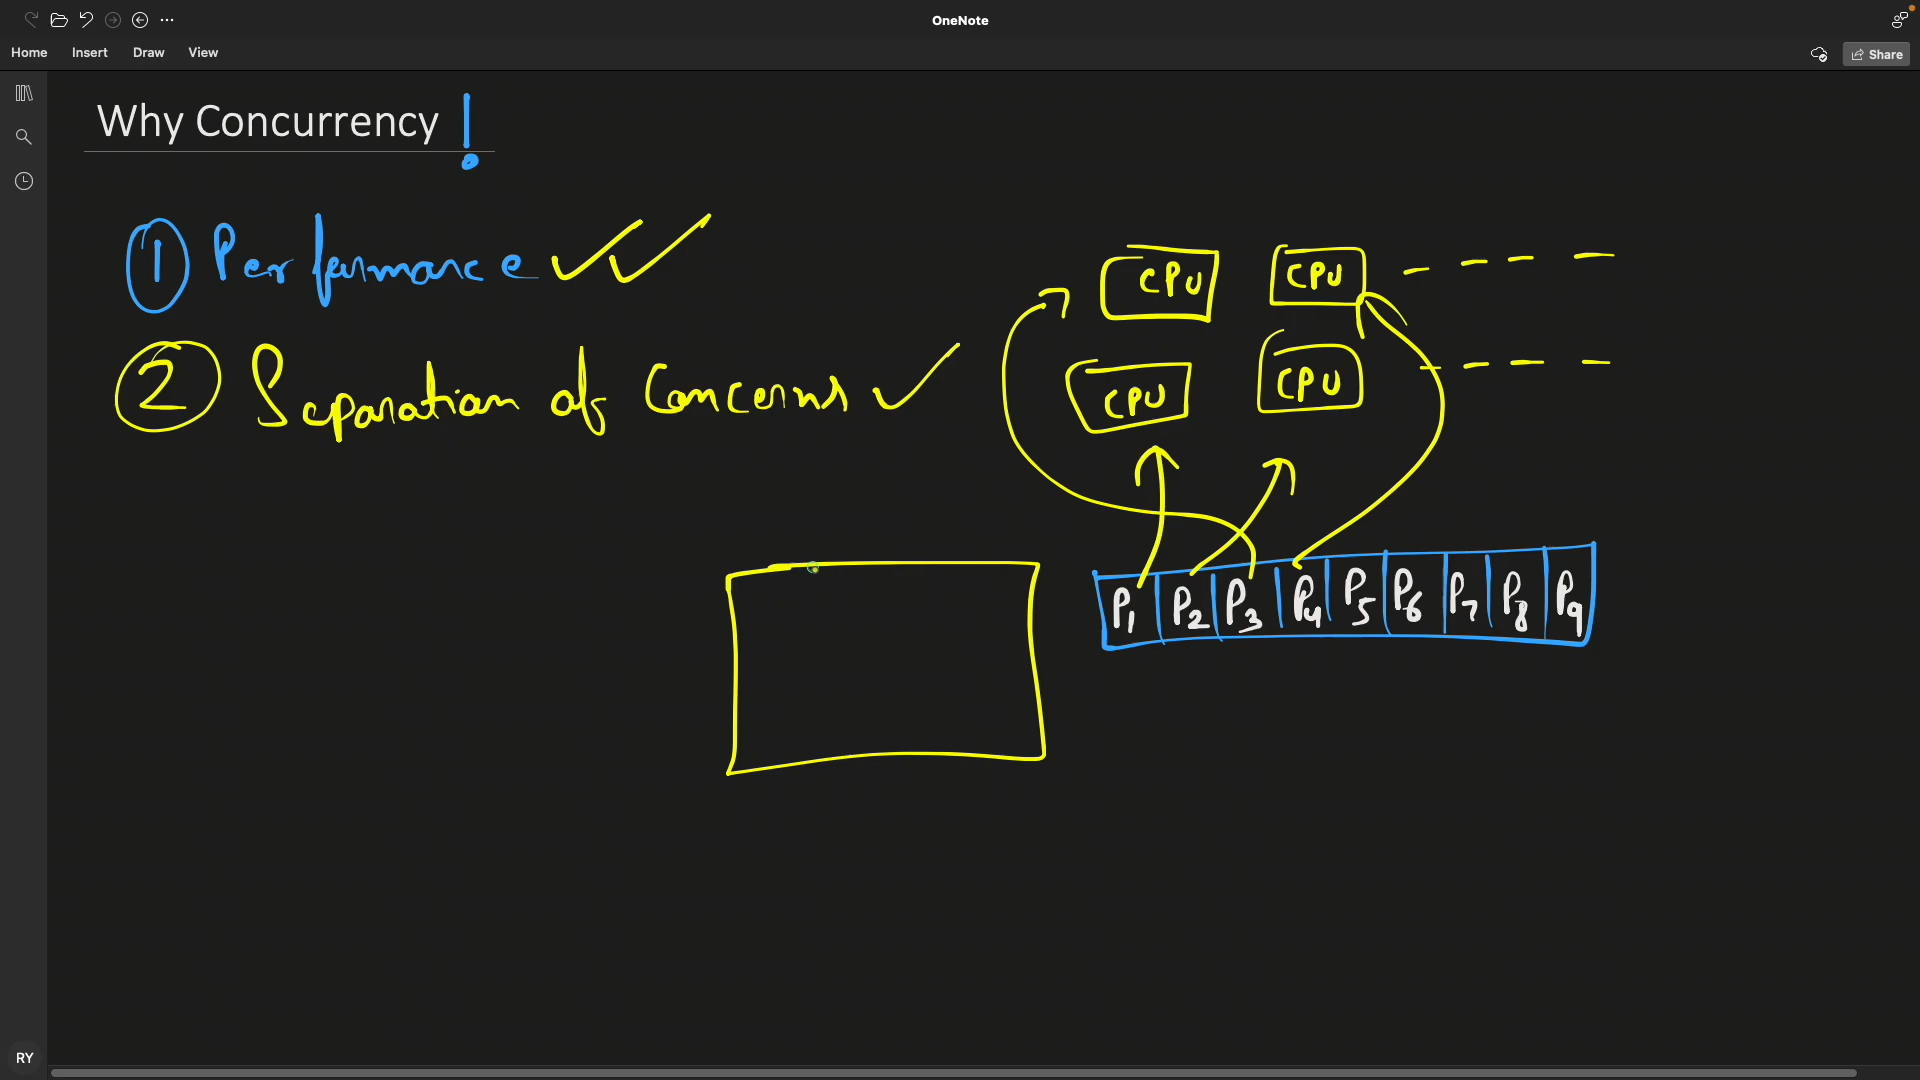 OneNote
Home Insert Draw View
Share
Why Concurrency !
① Performance
② Separation of Concerns
CPU CPU
CPU CPU
P1 P2 P3 P4 P5 P6 P7 P8 P9
RY